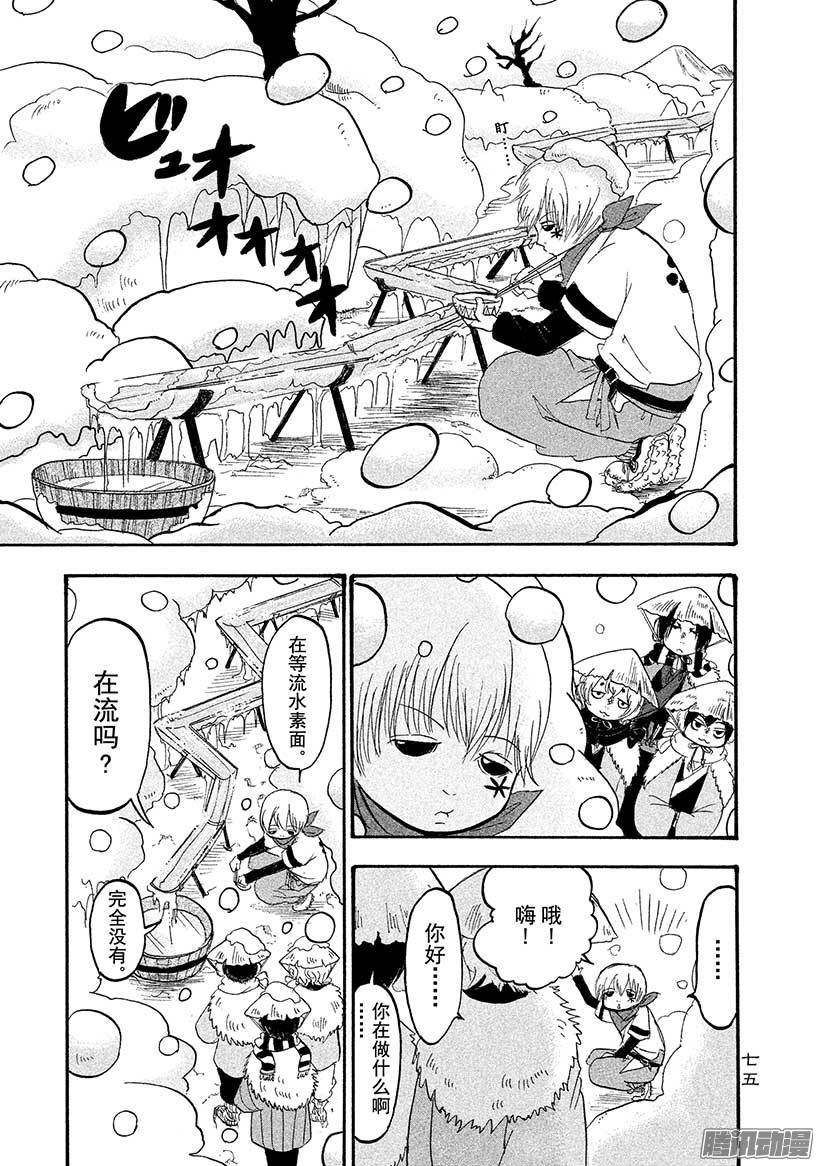 盯……
ビュオオオオオ
……
哦！
嗨！
你好……
你在做什么啊
……
在等流水素面。
在流吗？
完全没有。
七五
腾讯动漫